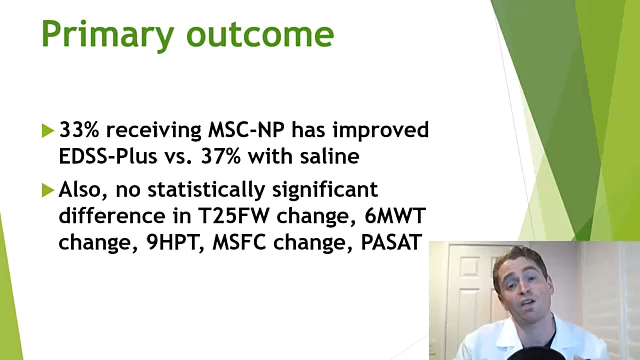 Primary outcome
33% receiving MSC-NP has improved
EDSS-Plus vs. 37% with saline
Also, no statistically significant
difference in T25FW change, 6MWT
change, 9HPT, MSFC change, PASAT